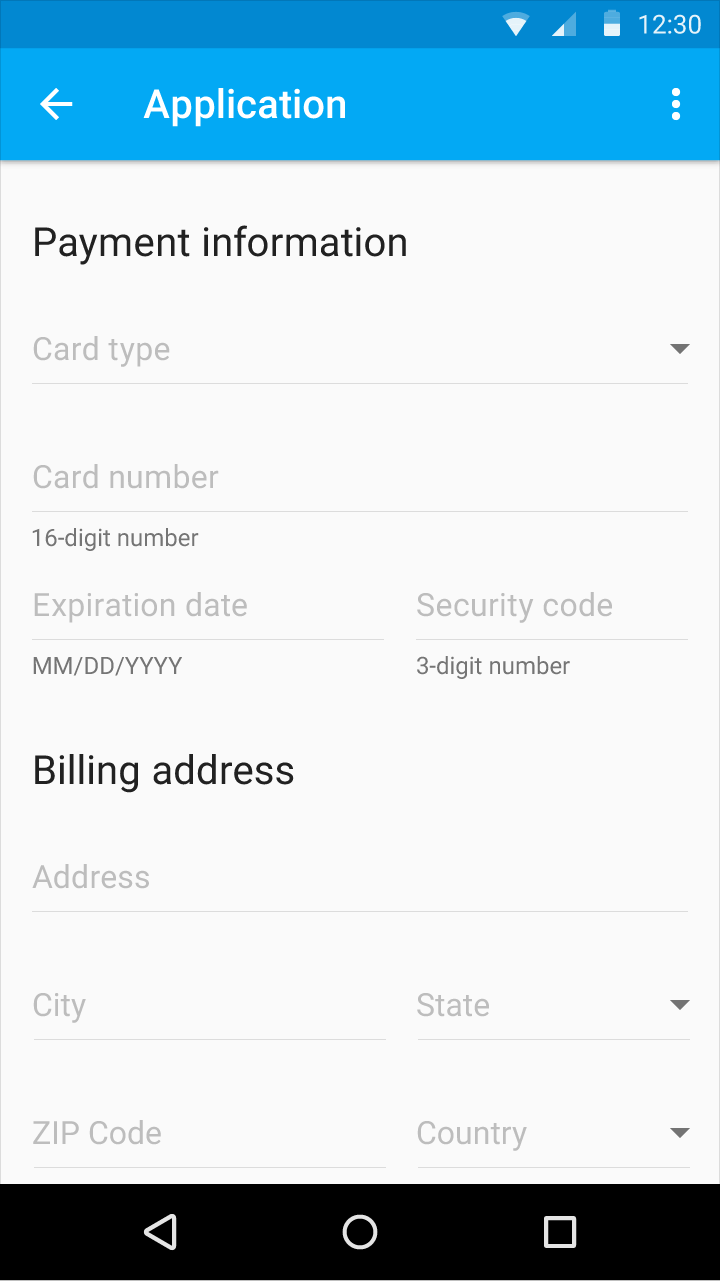 12:30
Application
Payment information
Card type
Card number
16-digit number
Expiration date Security code
MM/DD/YYYY 3-digit number
Billing address
Address
City State
ZIP Code Country